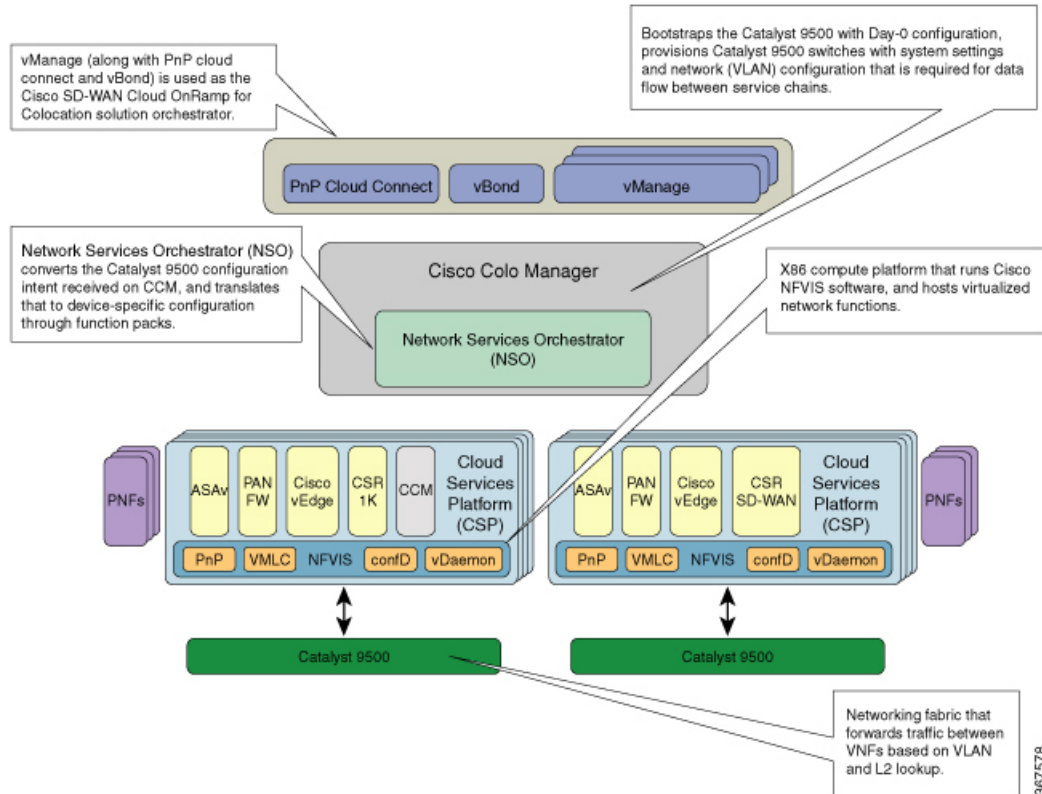 vManage (along with PnP cloud
connect and vBond) is used as the
Cisco SD-WAN Cloud OnRamp for
Colocation solution orchestrator.
Bootstraps the Catalyst 9500 with Day-0 configuration,
provisions Catalyst 9500 switches with system settings
and network (VLAN) configuration that is required for data
flow between service chains.
PnP Cloud Connect
vBond
vManage
Network Services Orchestrator (NSO)
converts the Catalyst 9500 configuration
intent received on CCM, and translates
that to device-specific configuration
through function packs.
Cisco Colo Manager
Network Services Orchestrator
(NSO)
X86 compute platform that runs Cisco
NFVIS software, and hosts virtualized
network functions.
PNFs
ASAv
PAN
FW
Cisco
vEdge
CSR
1K
CCM
Cloud
Services
Platform
(CSP)
PnP
VMLC
NFVIS
confD
vDaemon
ASAv
PAN
FW
Cisco
vEdge
CSR
SD-WAN
Cloud
Services
Platform
(CSP)
PnP
VMLC
NFVIS
confD
vDaemon
PNFs
Catalyst 9500
Catalyst 9500
Networking fabric that
forwards traffic between
VNFs based on VLAN
and L2 lookup.
367578